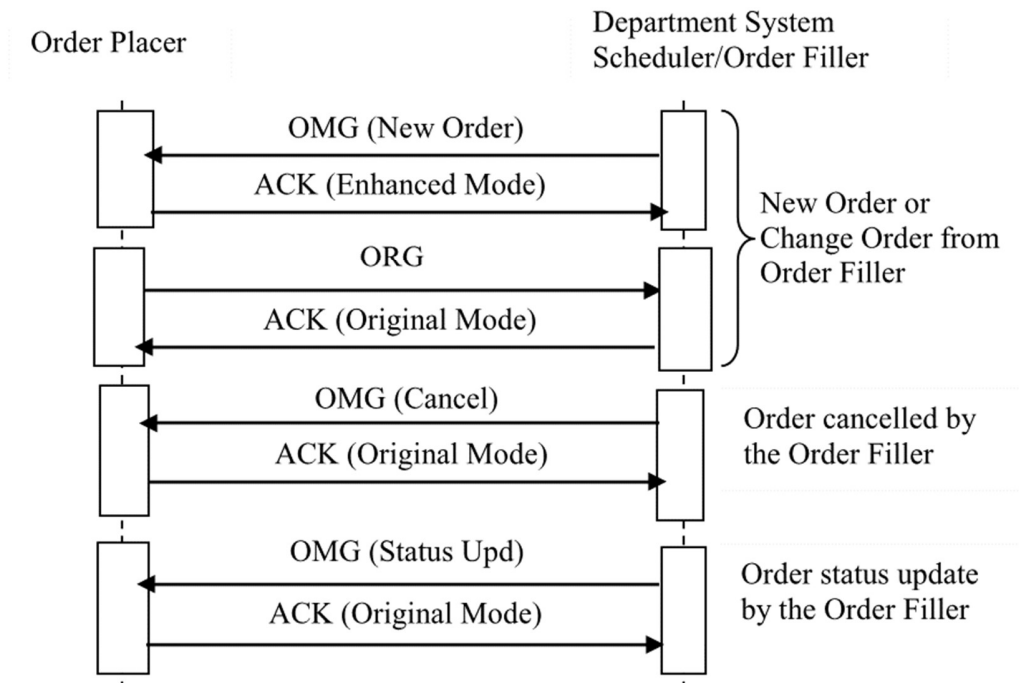 Order Placer
Department System
Scheduler/Order Filler
OMG (New Order)
ACK (Enhanced Mode)
ORG
ACK (Original Mode)
New Order or
Change Order from
Order Filler
OMG (Cancel)
ACK (Original Mode)
Order cancelled by
the Order Filler
OMG (Status Upd)
ACK (Original Mode)
Order status update
by the Order Filler